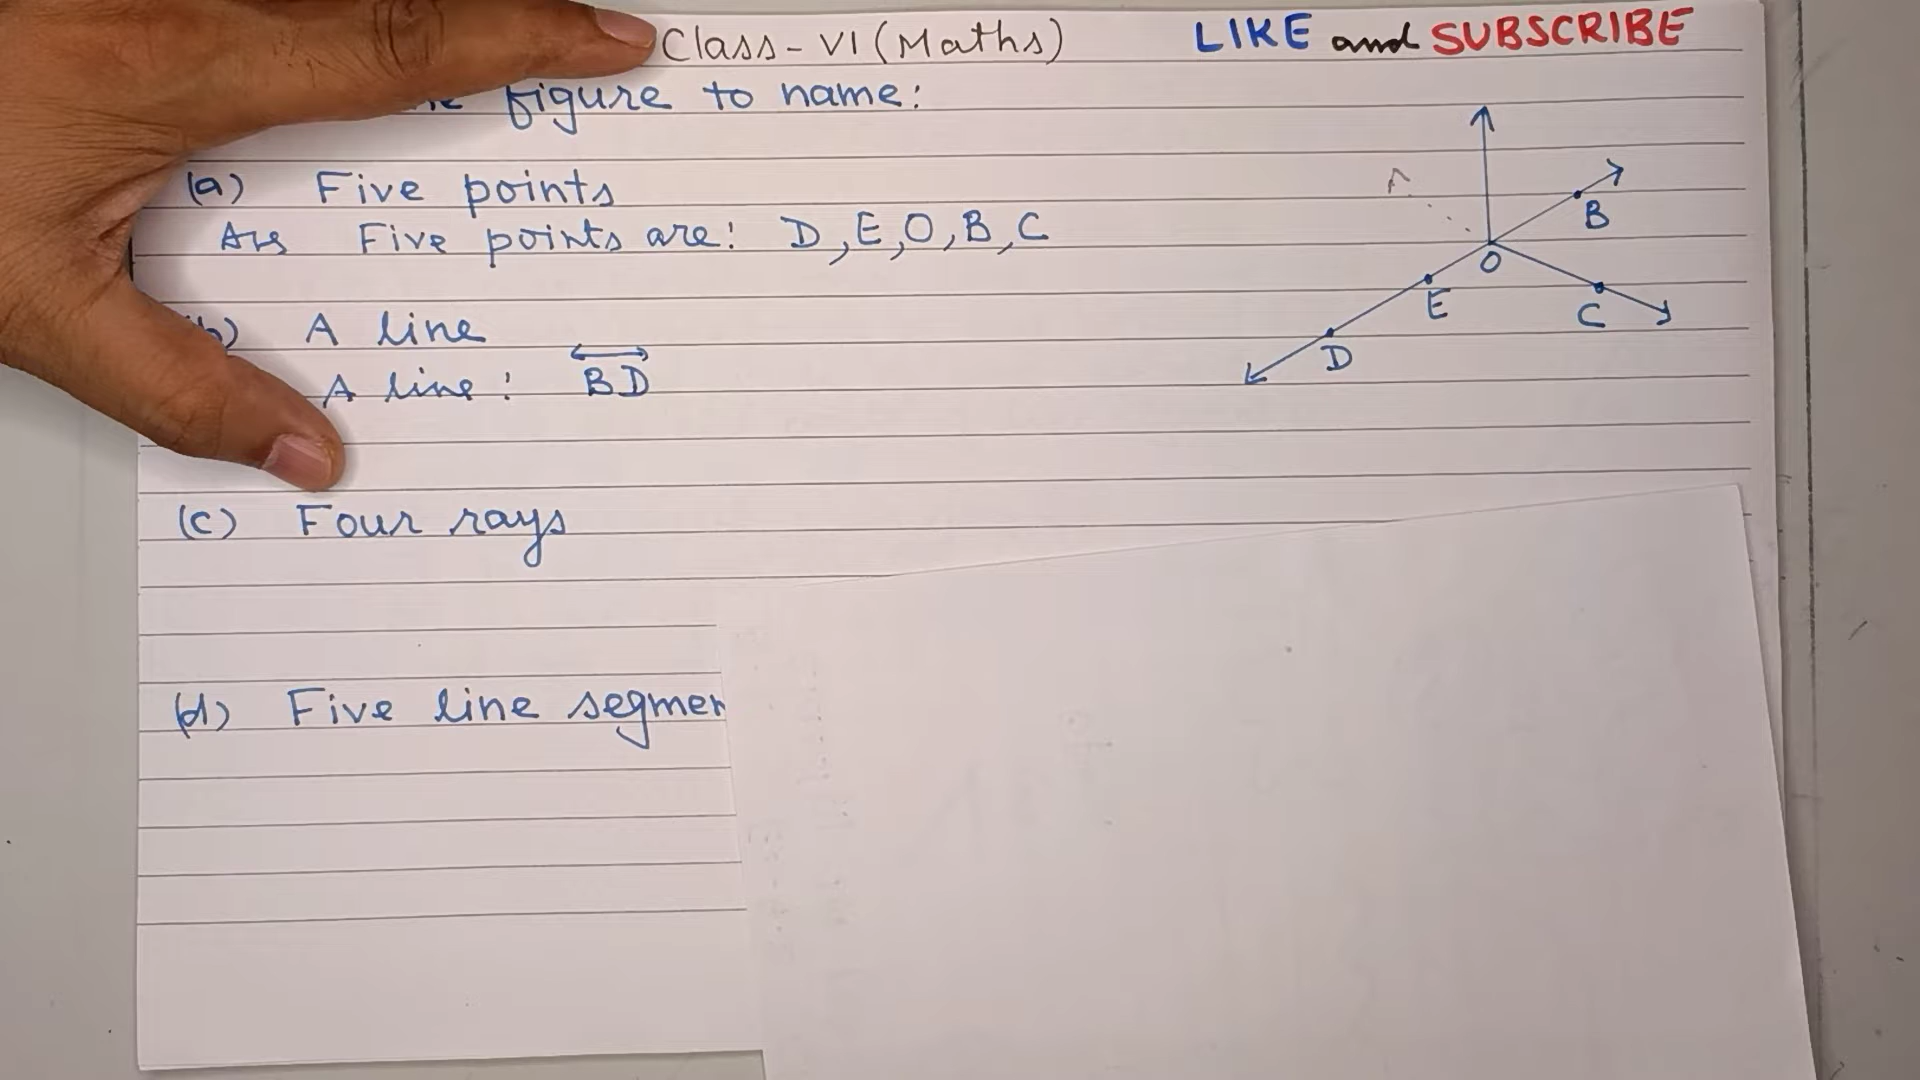 Class - VI (Maths)
LIKE and SUBSCRIBE
figure to name:
(a) Five points
Ans Five points are: D, E, O, B, C
(b) A line
A line: BD
(c) Four rays
(d) Five line segmen
B
O
E
C
D